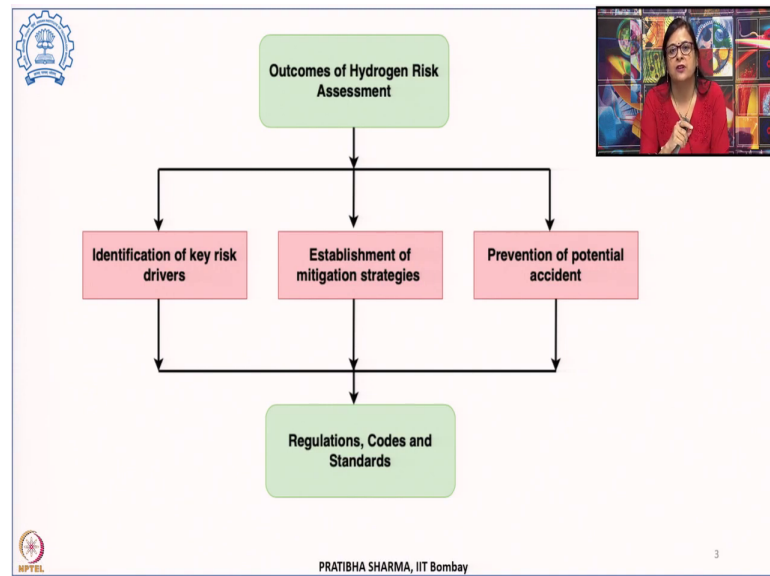 Outcomes of Hydrogen Risk
Assessment
Identification of key risk
drivers
Establishment of
mitigation strategies
Prevention of potential
accident
Regulations, Codes and
Standards
NPTEL
PRATIBHA SHARMA, IIT Bombay
3